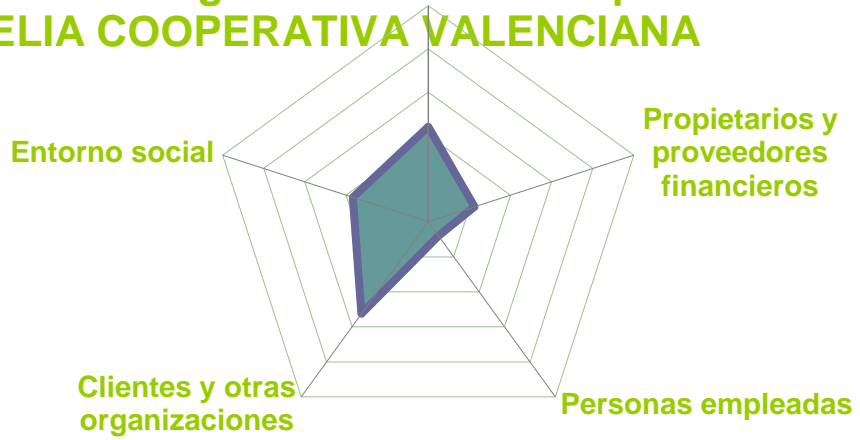 ELIA COOPERATIVA VALENCIANA
Propietarios y
proveedores
financieros
Entorno social
Clientes y otras
organizaciones
Personas empleadas